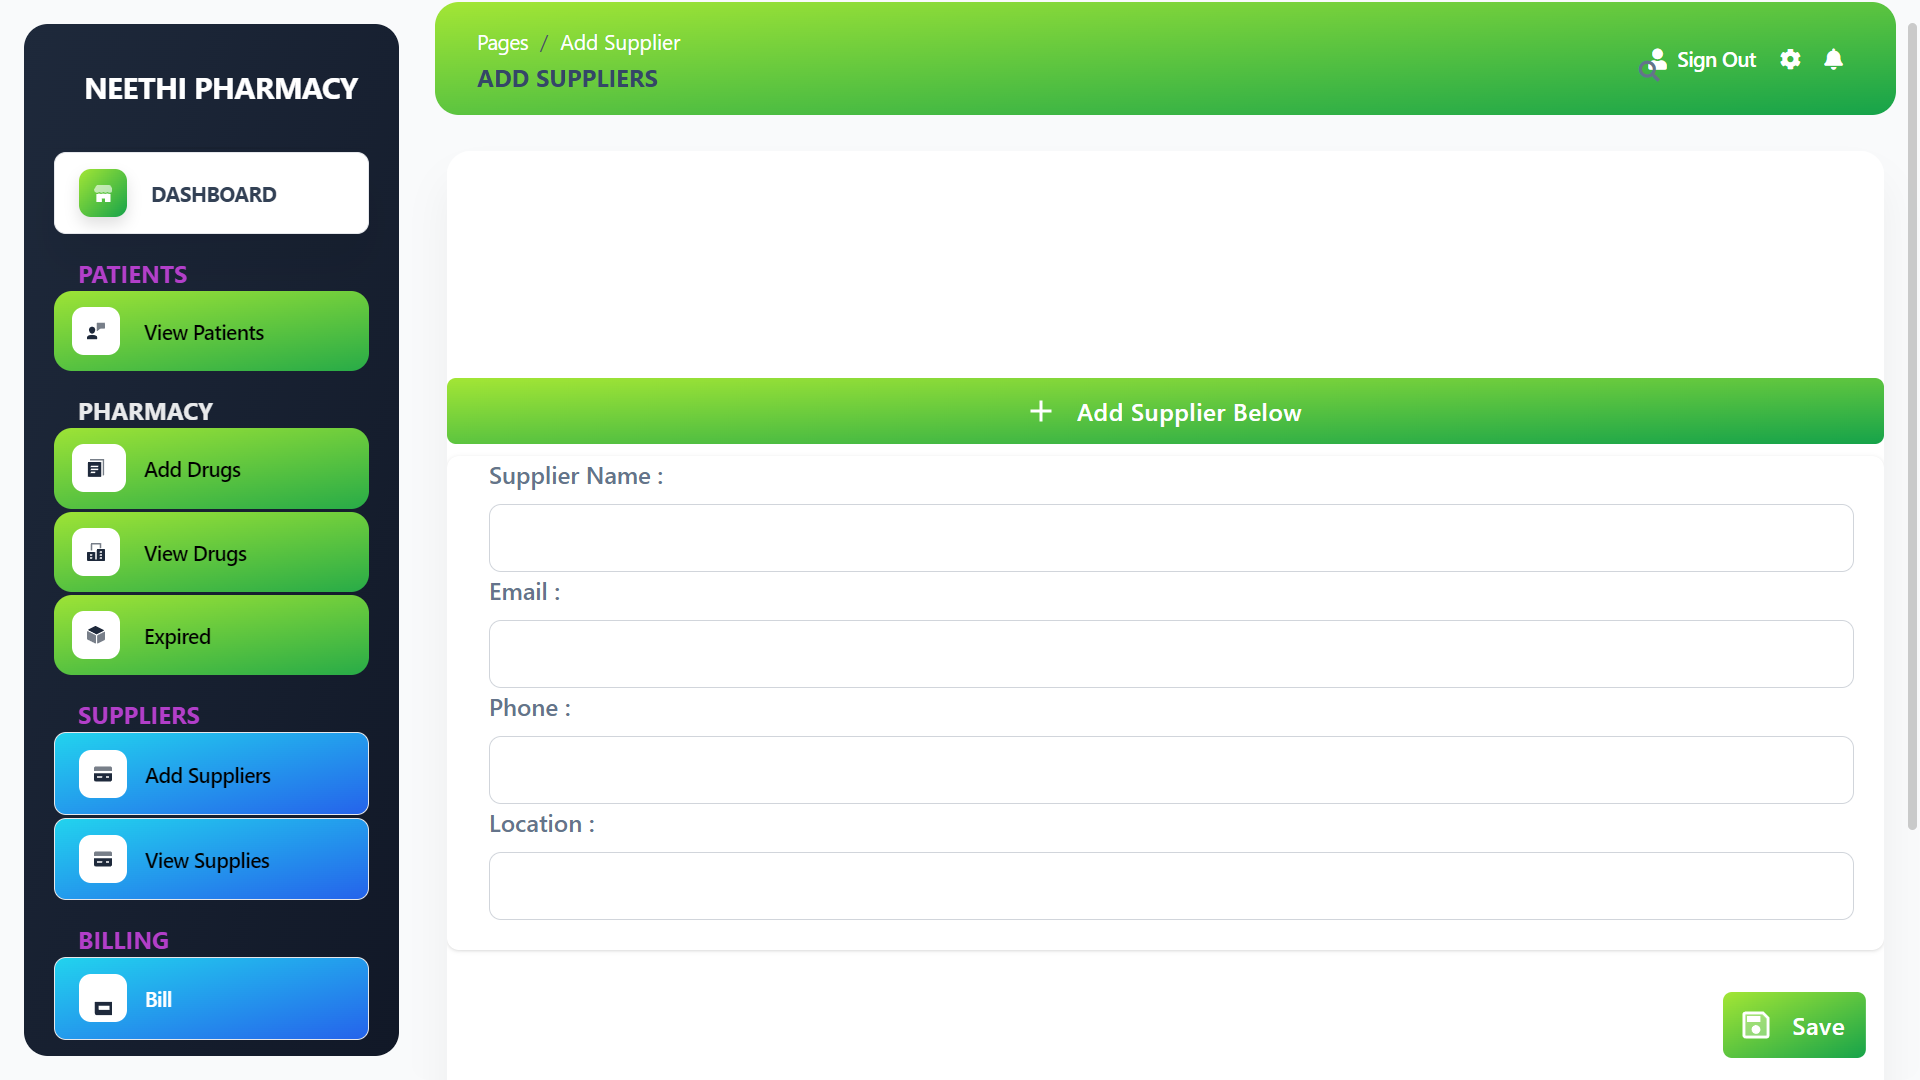 NEETHI PHARMACY
DASHBOARD
PATIENTS
View Patients
PHARMACY
Add Drugs
View Drugs
Expired
SUPPLIERS
Add Suppliers
View Supplies
BILLING
Bill
Pages / Add Supplier
ADD SUPPLIERS
Sign Out
Add Supplier Below
Supplier Name :
Email :
Phone :
Location :
Save